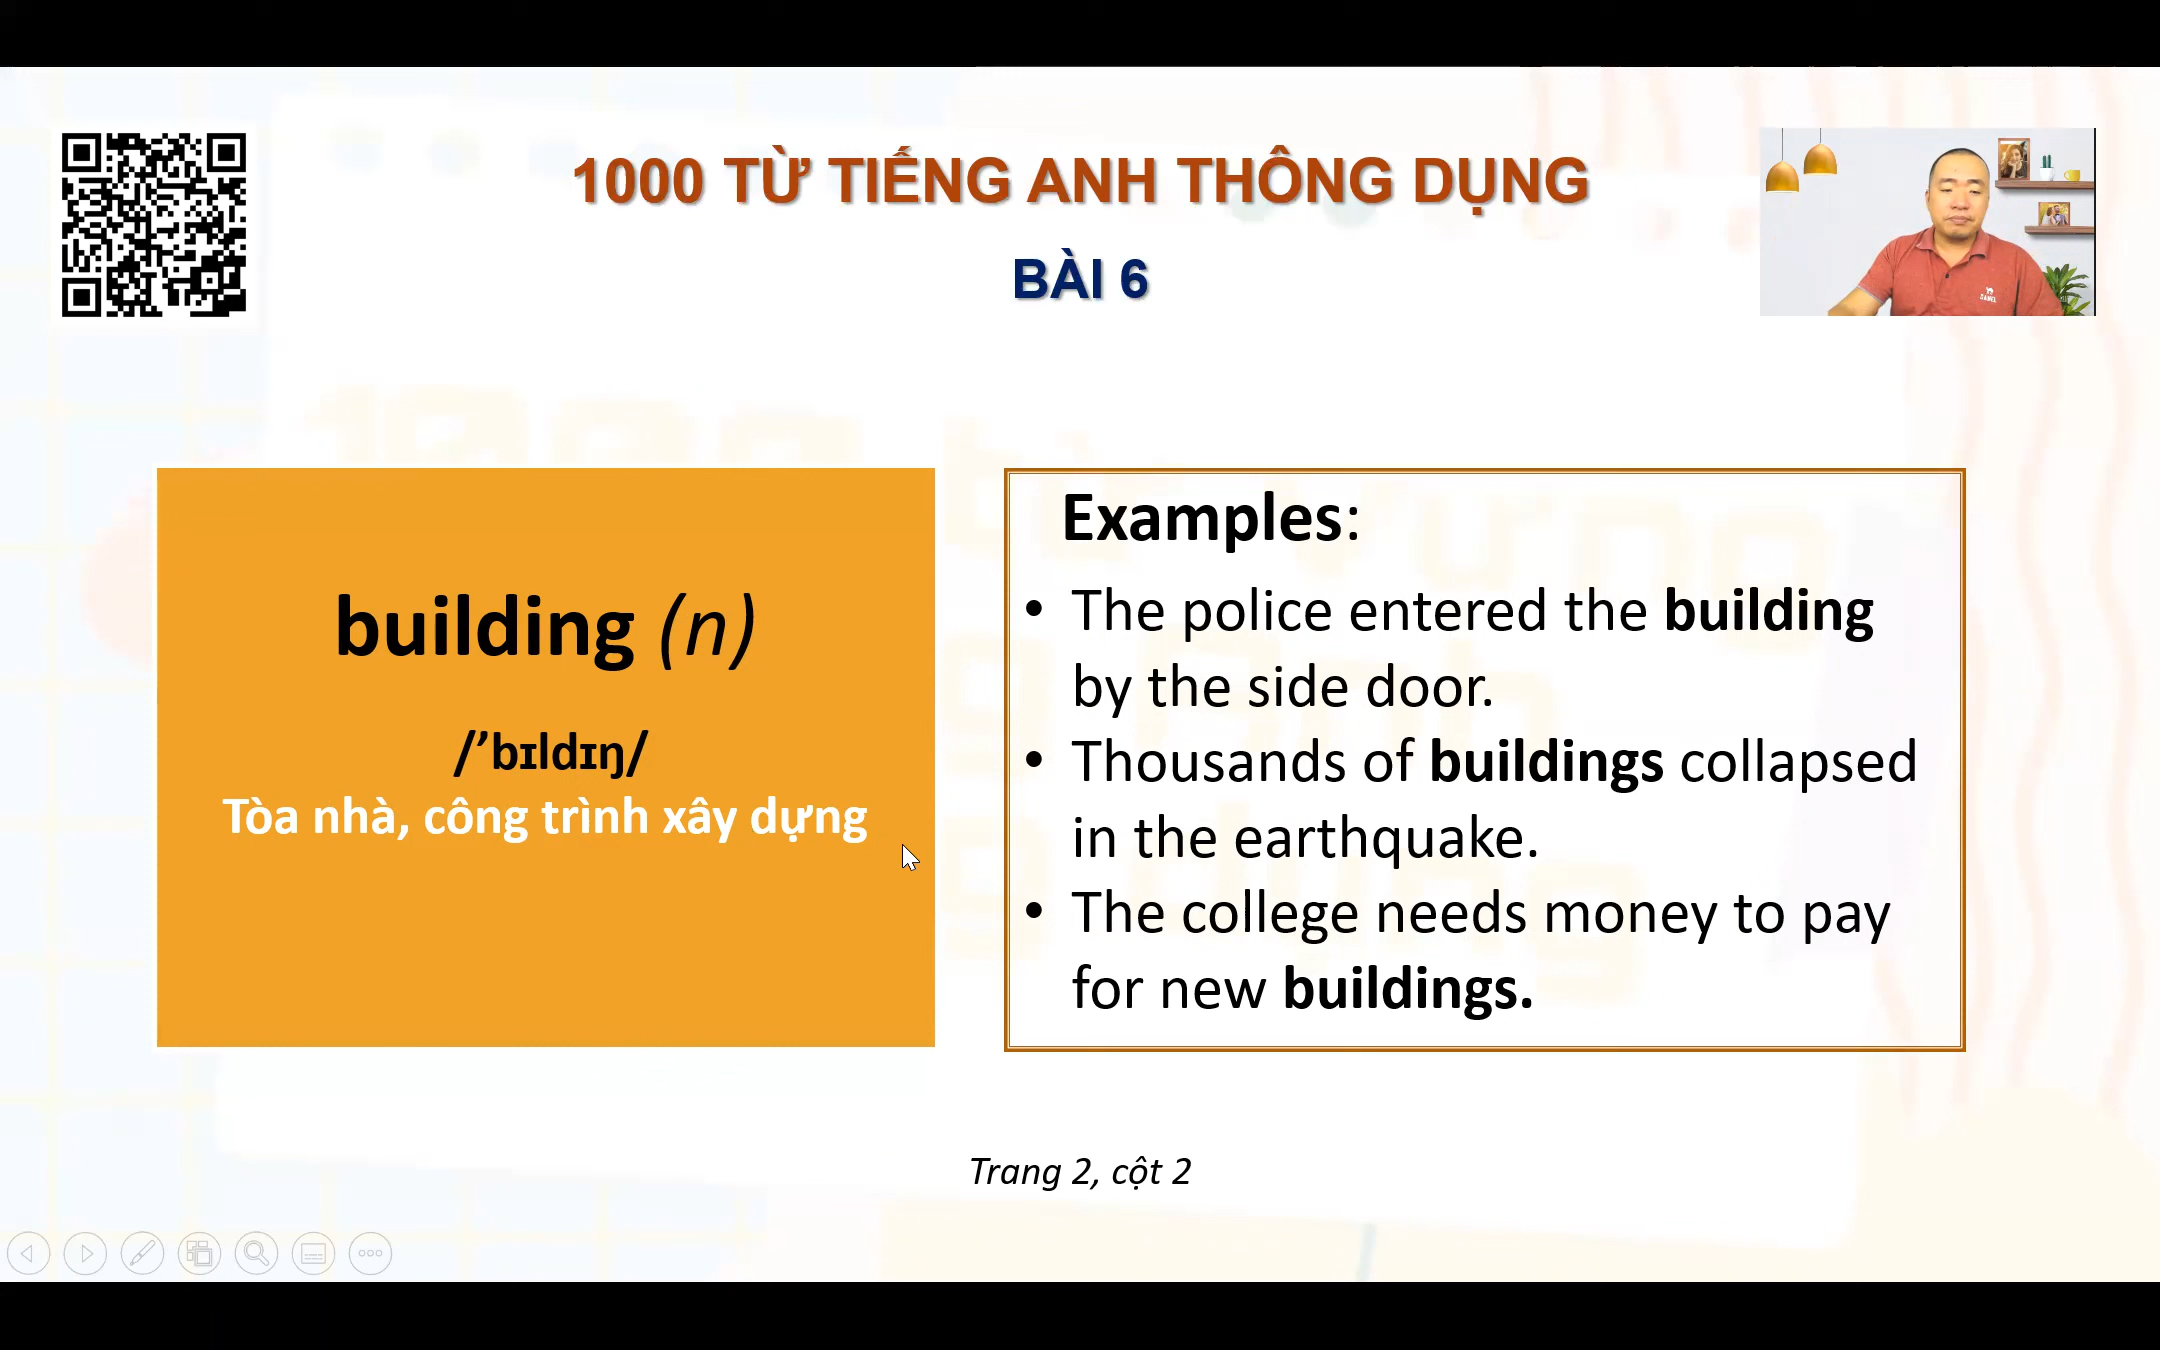 1000 TỪ TIẾNG ANH THÔNG DỤNG
BÀI 6
building (n)
/’bɪldɪŋ/
Tòa nhà, công trình xây dựng
Examples:
• The police entered the building
by the side door.
• Thousands of buildings collapsed
in the earthquake.
• The college needs money to pay
for new buildings.
Trang 2, cột 2